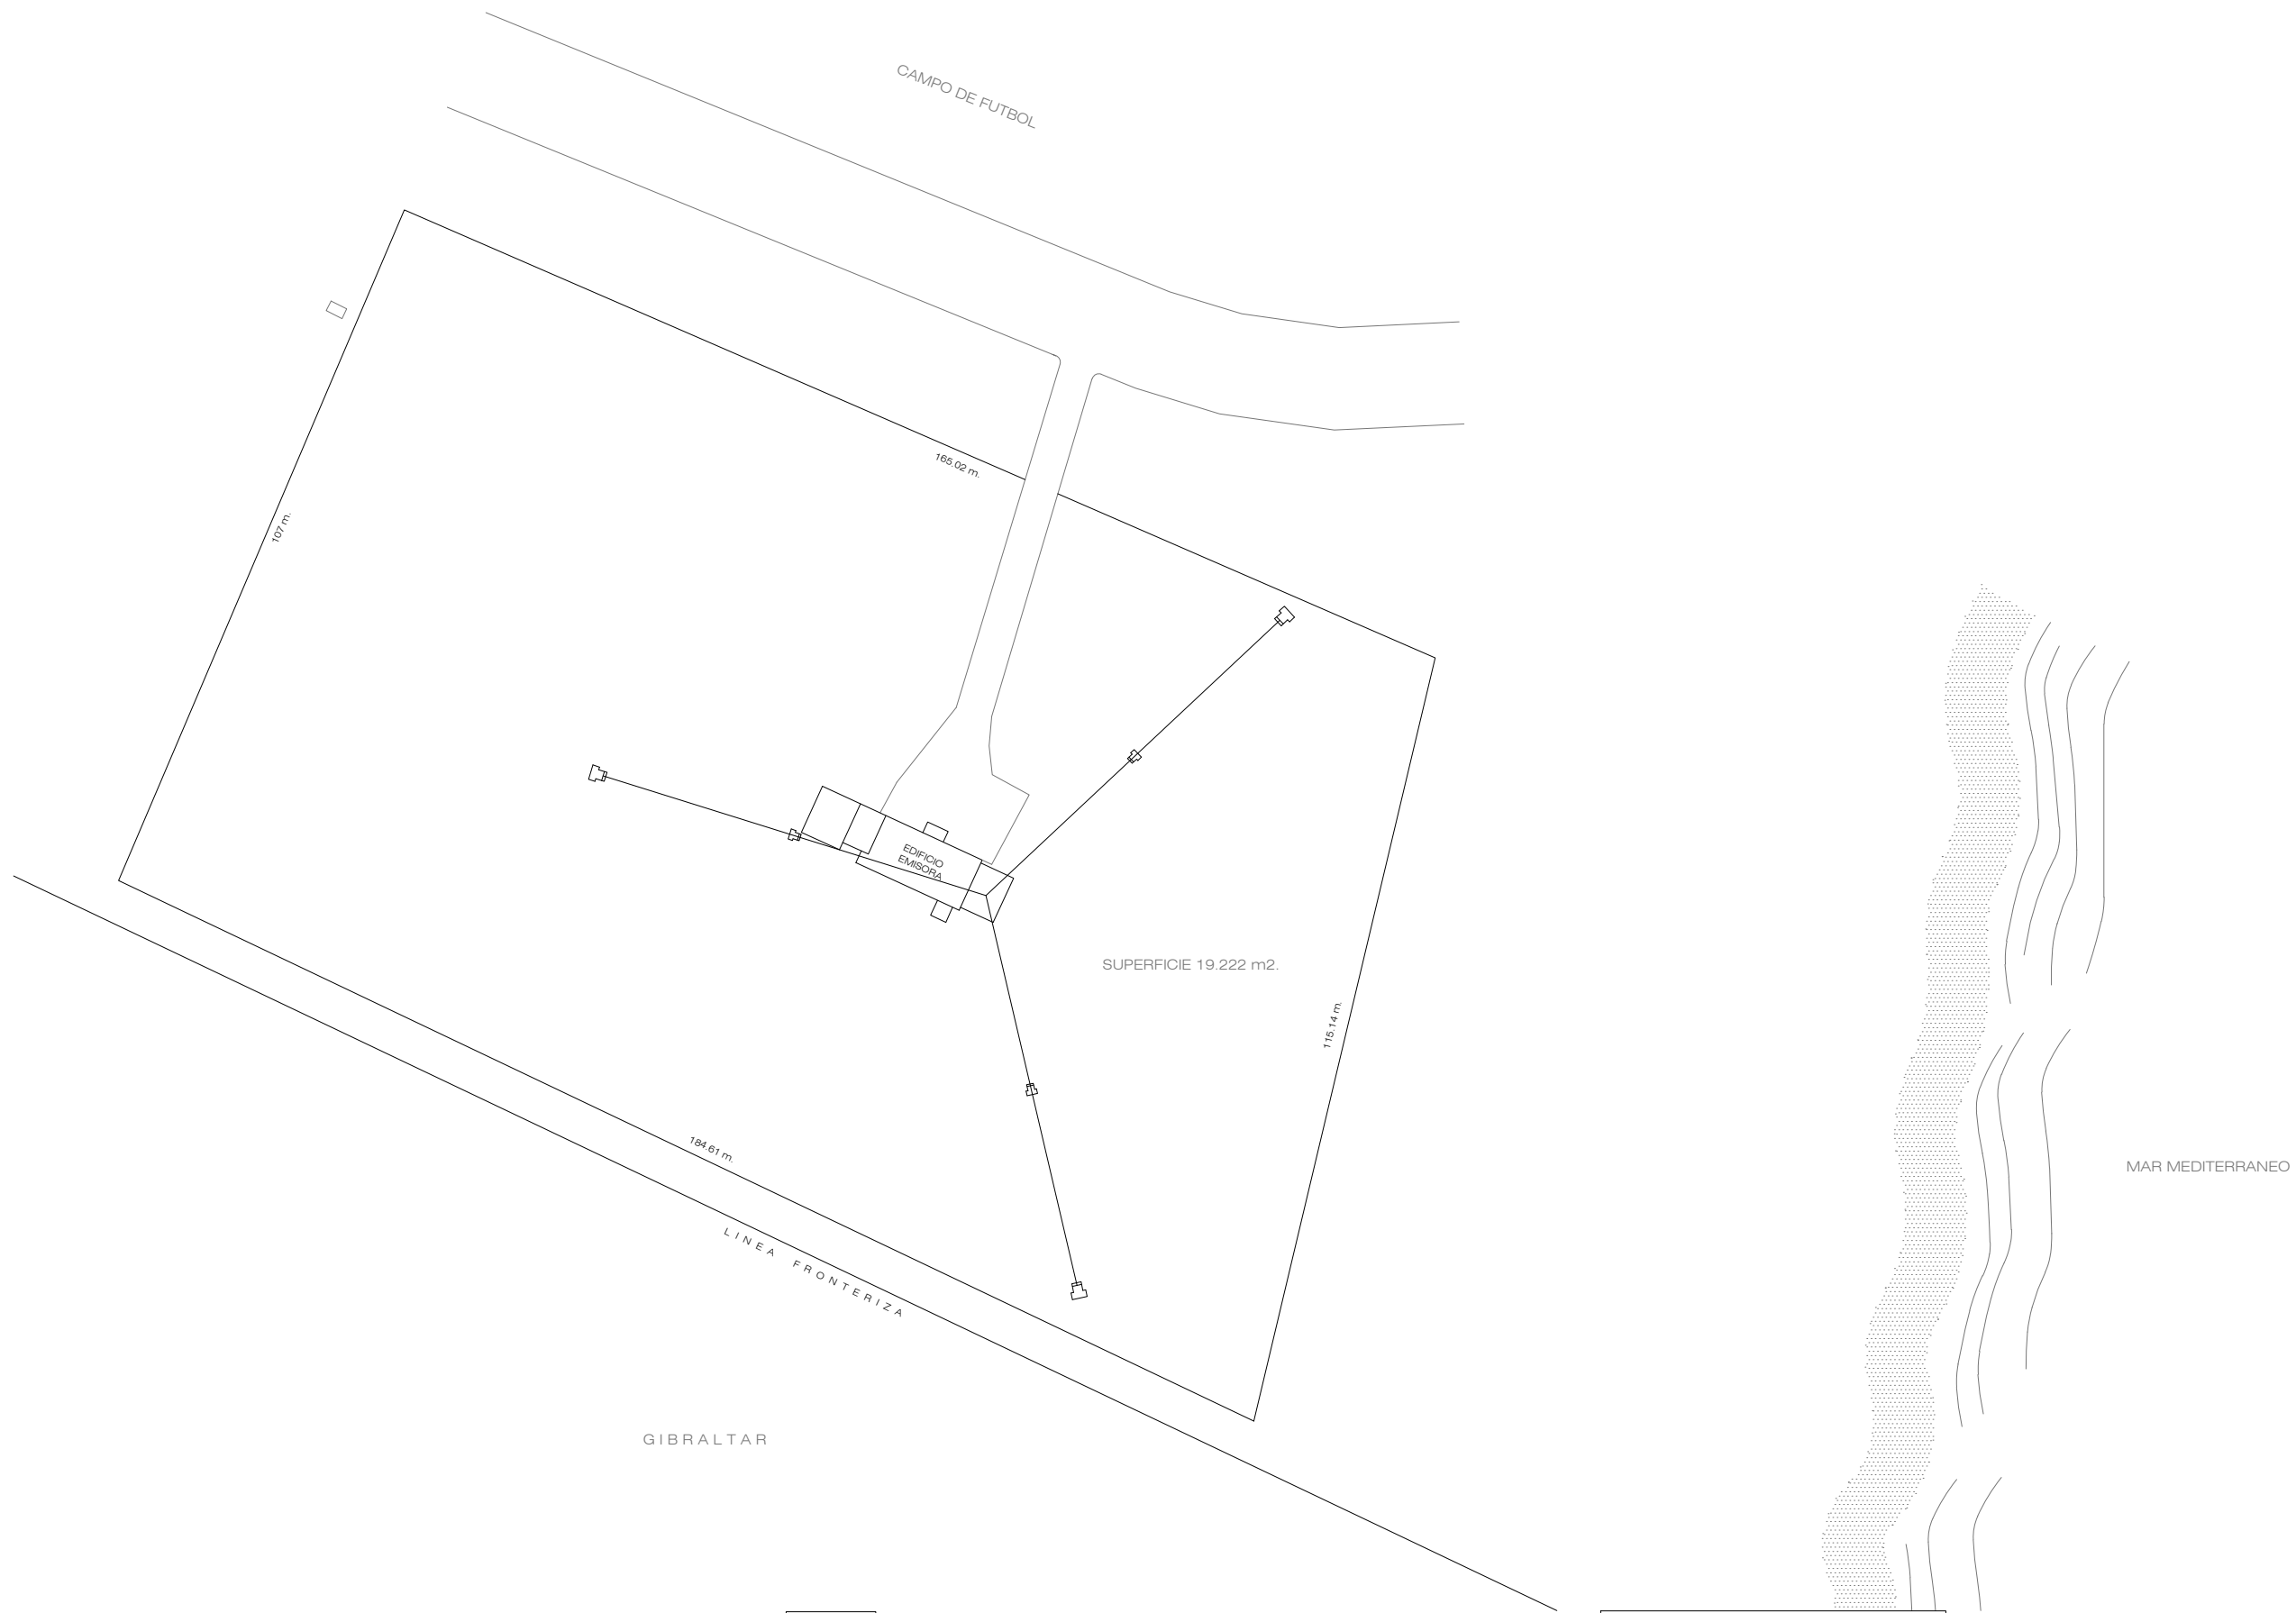 CAMPO DE FUTBOL
165.02 m.
107 m.
EDIFICIO
EMISORA
SUPERFICIE 19.222 m2.
115.14 m.
184.61 m.
LINEA FRONTERIZA
MAR MEDITERRANEO
GIBRALTAR